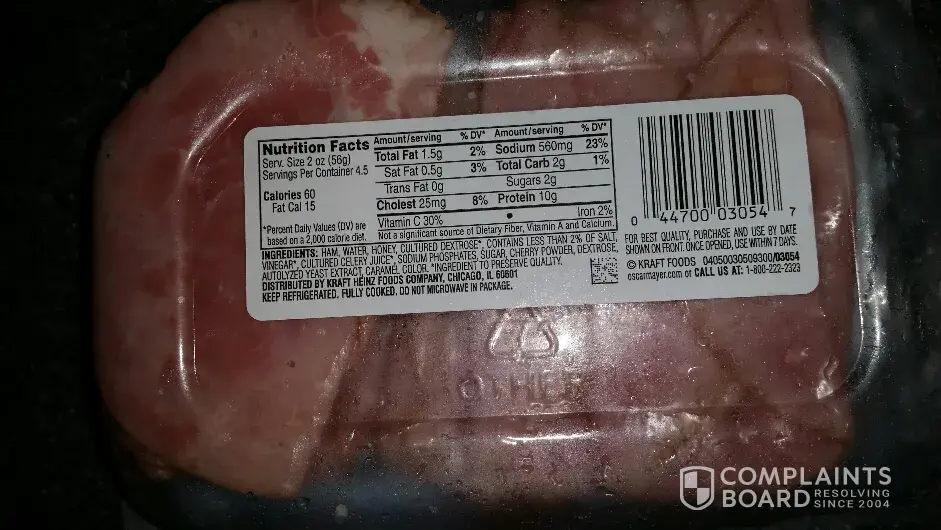 Nutrition Facts
Serv. Size 2 oz (56g)
Servings Per Container 4.5
Calories 60
Fat Cal 15
*Percent Daily Values (DV) are
based on a 2,000 calorie diet.
Amount/serving % DV* Amount/serving % DV*
Total Fat 1.5g 2% Sodium 560mg 23%
Sat Fat 0.5g 3% Total Carb 2g 1%
Trans Fat 0g Sugars 2g
Cholest 25mg 8% Protein 10g
Vitamin C 30% • Iron 2%
Not a significant source of Dietary Fiber, Vitamin A and Calcium.
INGREDIENTS: HAM, WATER, HONEY, CULTURED DEXTROSE*, CONTAINS LESS THAN 2% OF SALT,
VINEGAR*, CULTURED CELERY JUICE*, SODIUM PHOSPHATES, SUGAR, CHERRY POWDER, DEXTROSE,
AUTOLYZED YEAST EXTRACT, CARAMEL COLOR. *INGREDIENT TO PRESERVE QUALITY.
DISTRIBUTED BY KRAFT HEINZ FOODS COMPANY, CHICAGO, IL 60601
KEEP REFRIGERATED. FULLY COOKED. DO NOT MICROWAVE IN PACKAGE.
0 44700 03054 7
FOR BEST QUALITY, PURCHASE AND USE BY DATE
SHOWN ON FRONT. ONCE OPENED, USE WITHIN 7 DAYS.
© KRAFT FOODS 04050030509300/03054
oscarmayer.com or CALL US AT: 1-800-222-2323
7
OTHER
COMPLAINTS
BOARD RESOLVING
SINCE 2004